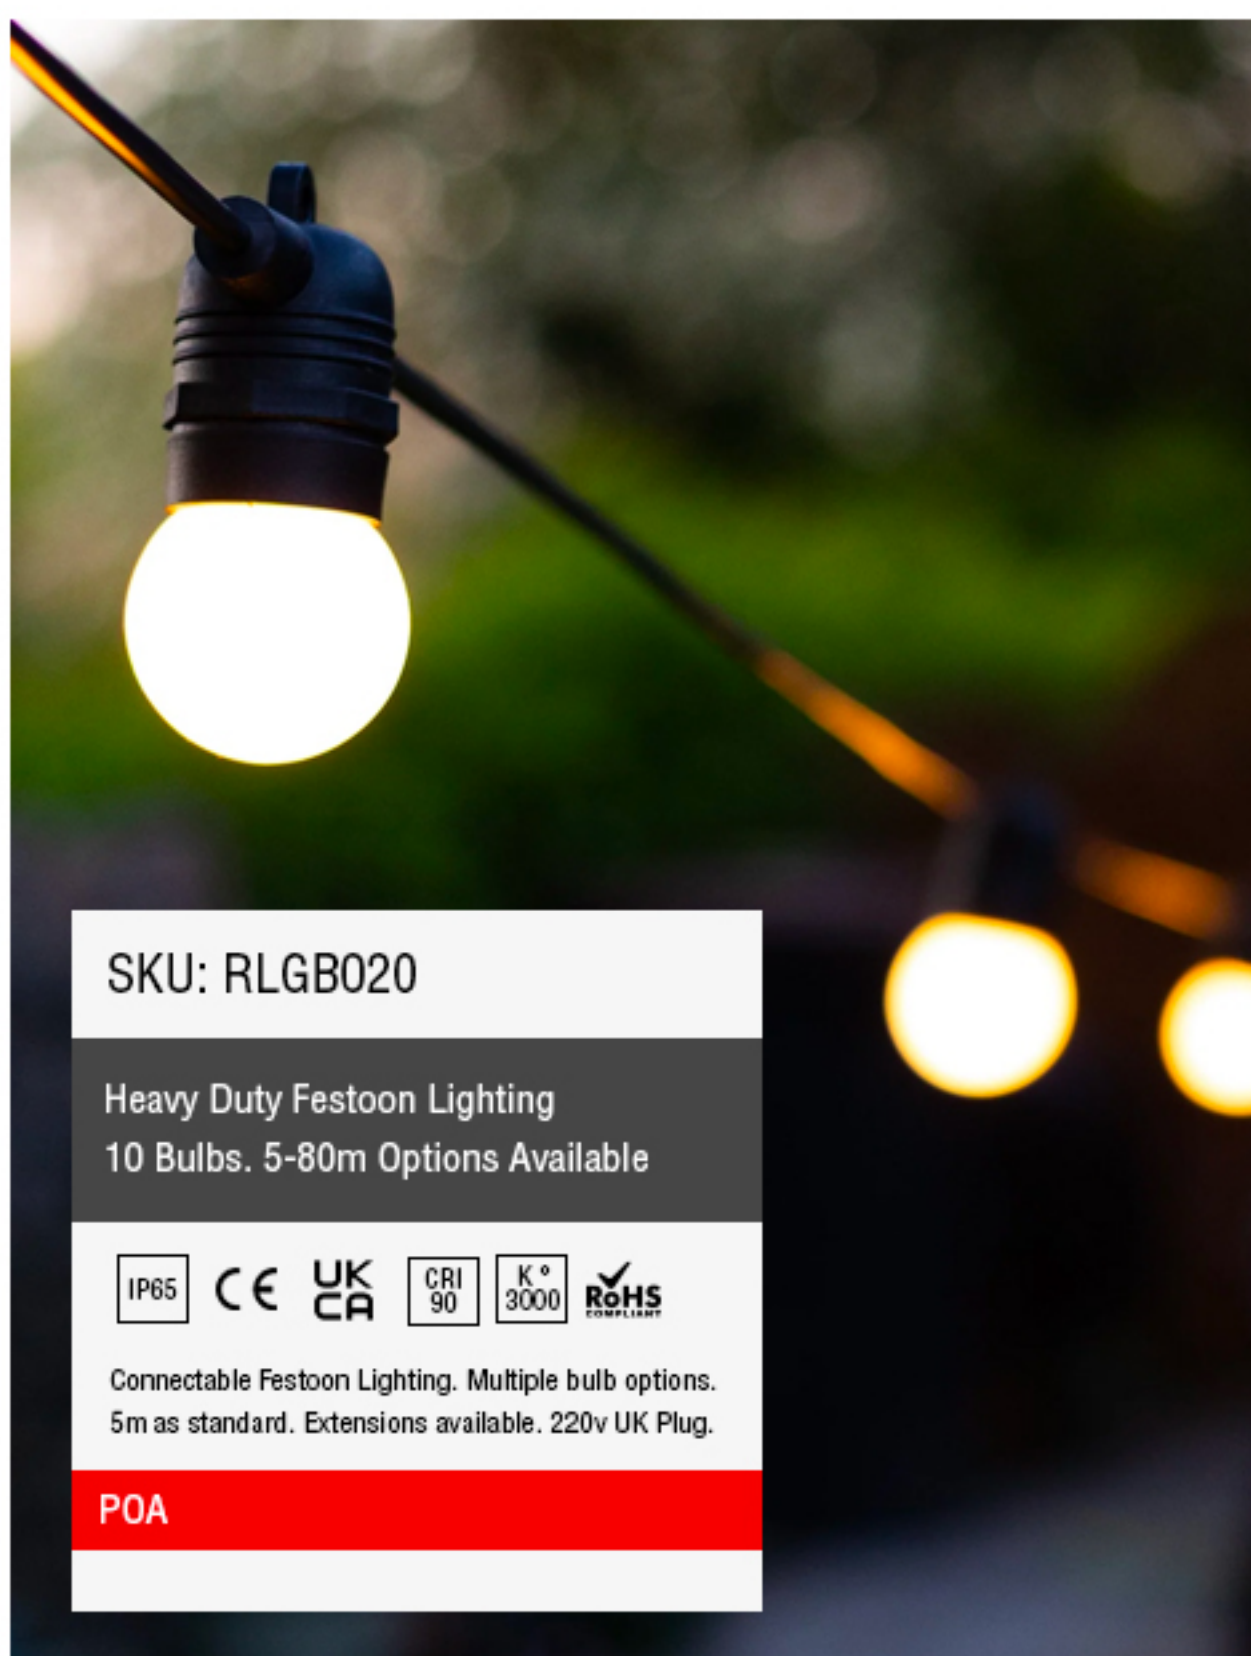 SKU: RLGB020
Heavy Duty Festoon Lighting
10 Bulbs. 5-80m Options Available
IP65
CE
UK
CA
CRI
90
K °
3000
RoHS
COMPLIANT
Connectable Festoon Lighting. Multiple bulb options.
5m as standard. Extensions available. 220v UK Plug.
POA